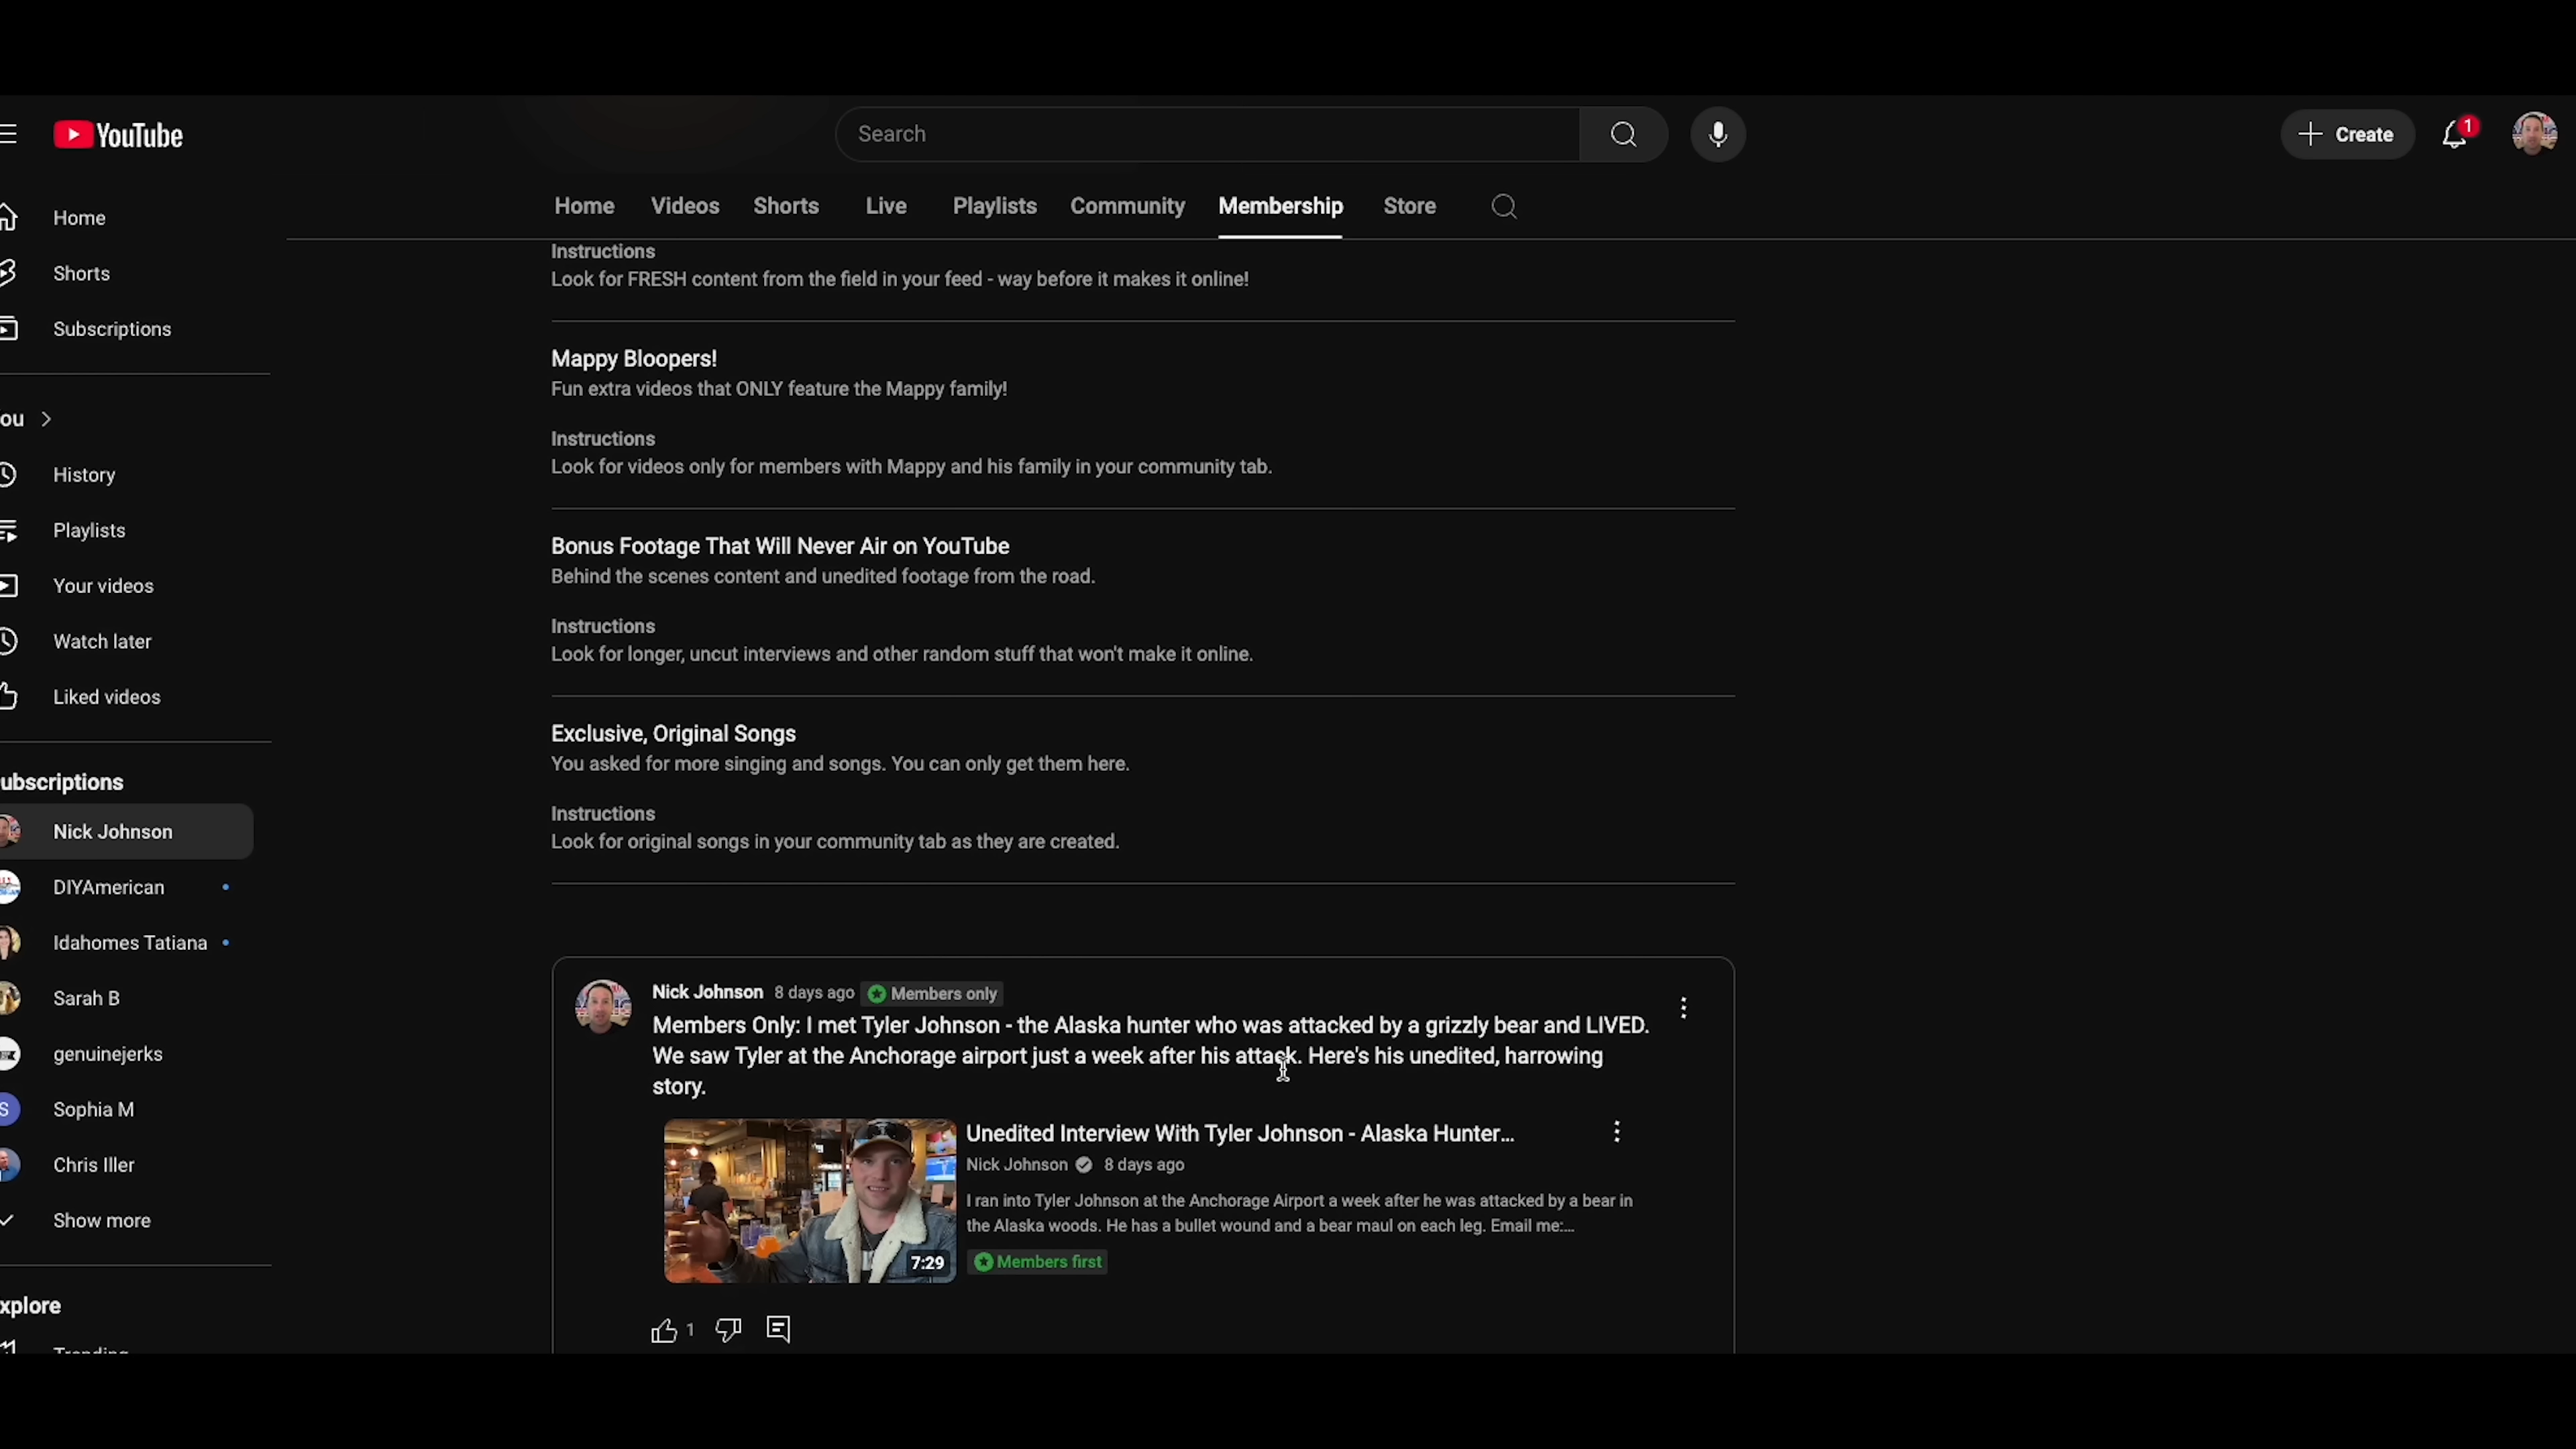 YouTube
Search
Create
1
Home
Videos
Shorts
Live
Playlists
Community
Membership
Store
Home
Shorts
Subscriptions
ou
History
Playlists
Your videos
Watch later
Liked videos
ubscriptions
Nick Johnson
DIYAmerican
Idahomes Tatiana
Sarah B
genuinejerks
S
Sophia M
Chris Iller
Show more
xplore
Trending
Instructions
Look for FRESH content from the field in your feed - way before it makes it online!
Mappy Bloopers!
Fun extra videos that ONLY feature the Mappy family!
Instructions
Look for videos only for members with Mappy and his family in your community tab.
Bonus Footage That Will Never Air on YouTube
Behind the scenes content and unedited footage from the road.
Instructions
Look for longer, uncut interviews and other random stuff that won't make it online.
Exclusive, Original Songs
You asked for more singing and songs. You can only get them here.
Instructions
Look for original songs in your community tab as they are created.
Nick Johnson 8 days ago Members only
Members Only: I met Tyler Johnson - the Alaska hunter who was attacked by a grizzly bear and LIVED.
We saw Tyler at the Anchorage airport just a week after his attack. Here's his unedited, harrowing
story.
7:29
Unedited Interview With Tyler Johnson - Alaska Hunter...
Nick Johnson 8 days ago
I ran into Tyler Johnson at the Anchorage Airport a week after he was attacked by a bear in
the Alaska woods. He has a bullet wound and a bear maul on each leg. Email me:...
Members first
1